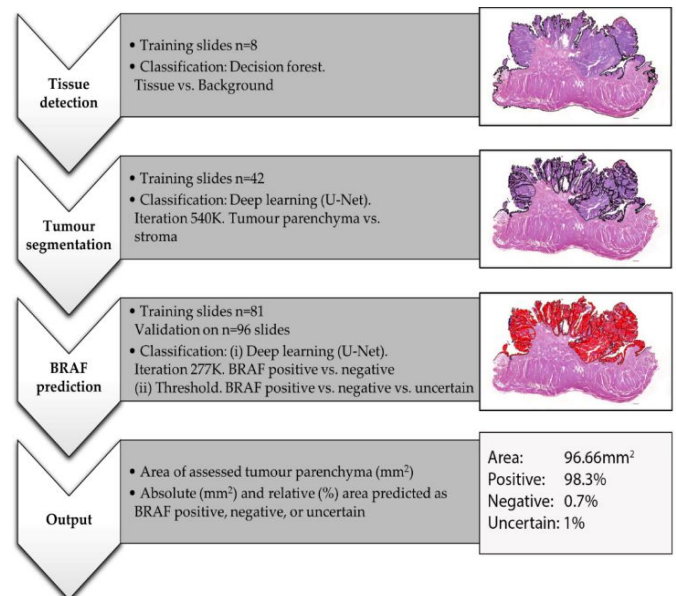 Tissue
detection
• Training slides n=8
• Classification: Decision forest.
Tissue vs. Background
Tumour
segmentation
• Training slides n=42
• Classification: Deep learning (U-Net).
Iteration 540K. Tumour parenchyma vs.
stroma
BRAF
prediction
• Training slides n=81
Validation on n=96 slides
• Classification: (i) Deep learning (U-Net).
Iteration 277K. BRAF positive vs. negative
(ii) Threshold. BRAF positive vs. negative vs. uncertain
Output
• Area of assessed tumour parenchyma (mm²)
• Absolute (mm²) and relative (%) area predicted as
BRAF positive, negative, or uncertain
Area: 96.66mm²
Positive: 98.3%
Negative: 0.7%
Uncertain: 1%